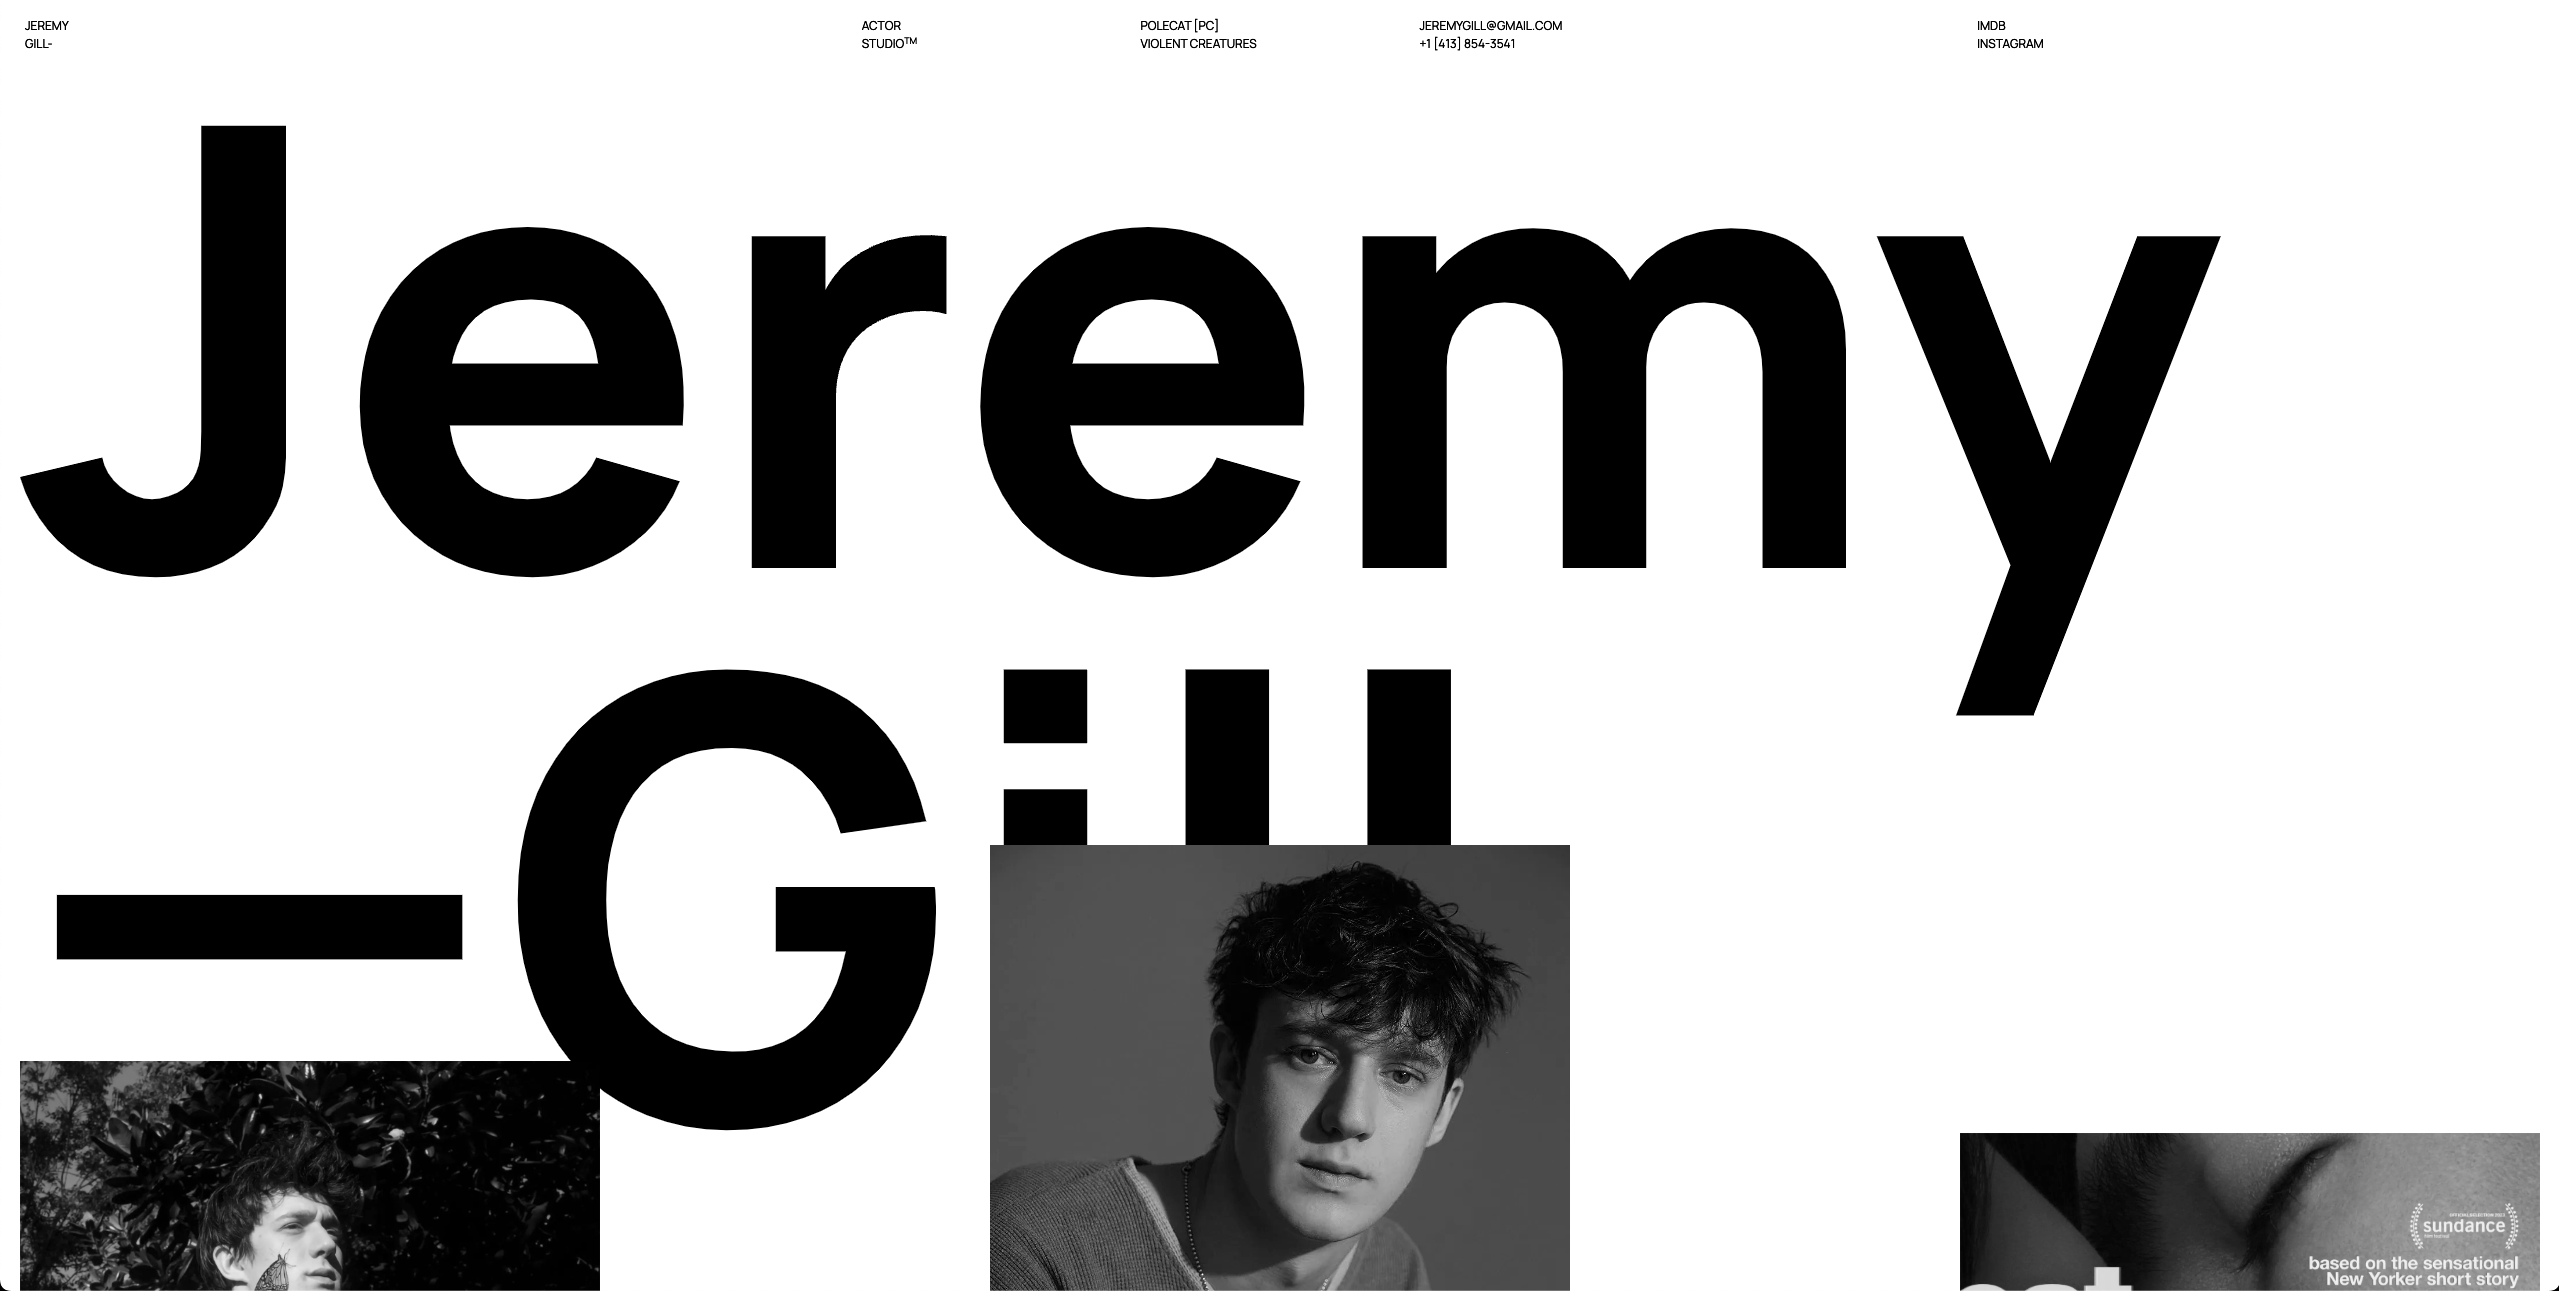 JEREMY
GILL-
ACTOR
STUDIO™
POLECAT [PC]
VIOLENT CREATURES
JEREMYGILL@GMAIL.COM
+1 [413] 854-3541
IMDB
INSTAGRAM
Jeremy
—Gill
sundance
based on the sensational
New Yorker short story